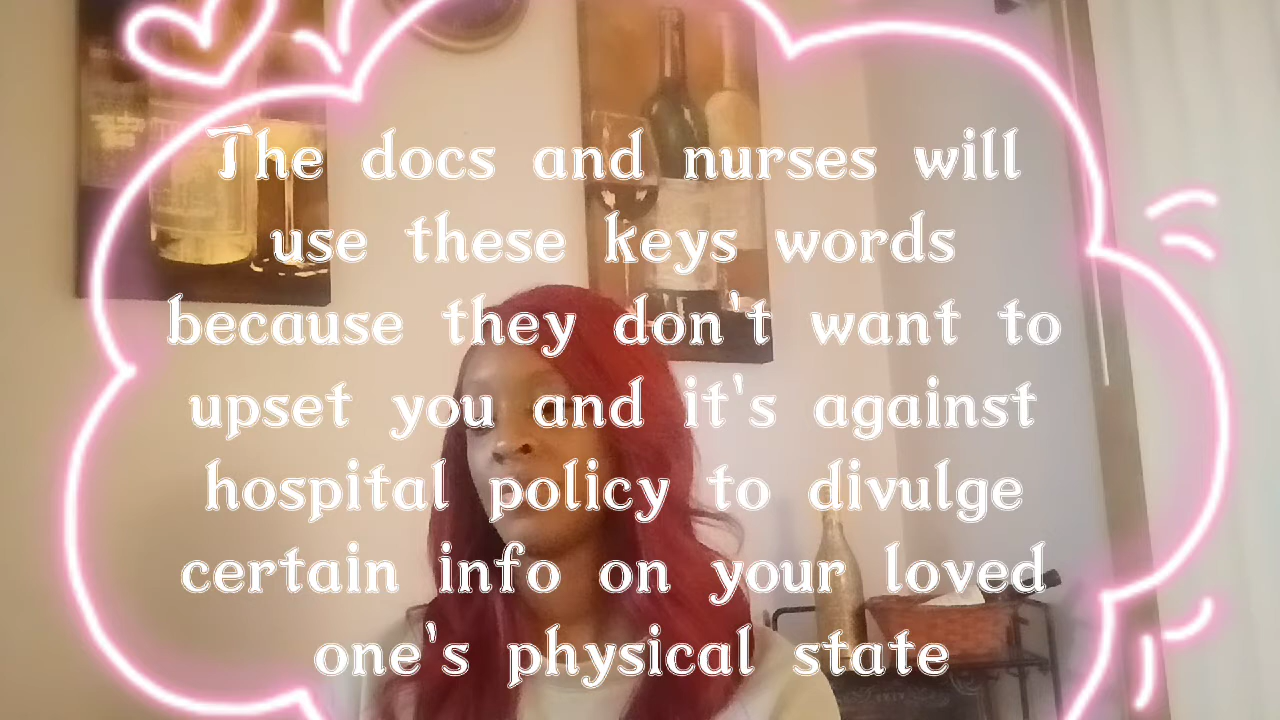 The docs and nurses will
use these keys words
because they don't want to
upset you and it's against
hospital policy to divulge
certain info on your loved
one's physical state